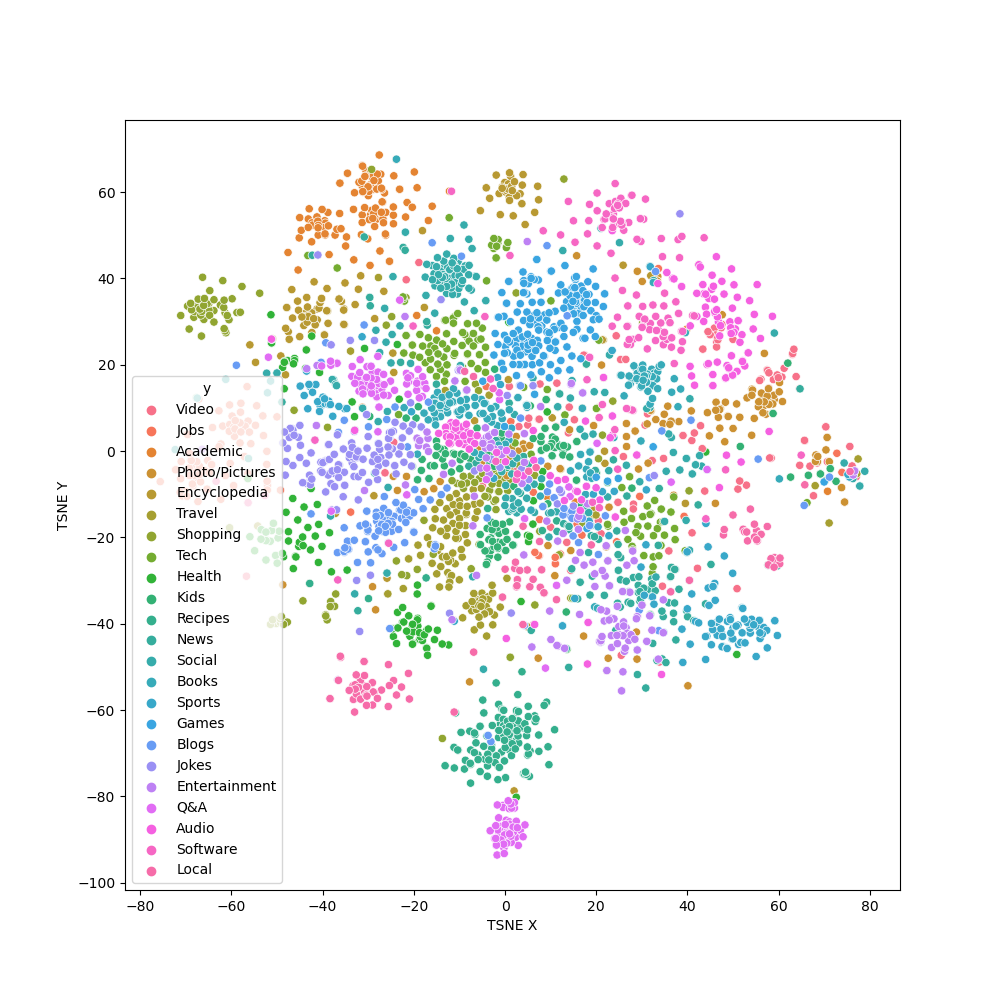 60
40
20
0
−20
−40
−60
−80
−100
TSNE Y
y
Video
Jobs
Academic
Photo/Pictures
Encyclopedia
Travel
Shopping
Tech
Health
Kids
Recipes
News
Social
Books
Sports
Games
Blogs
Jokes
Entertainment
Q&A
Audio
Software
Local
−80 −60 −40 −20 0 20 40 60 80
TSNE X